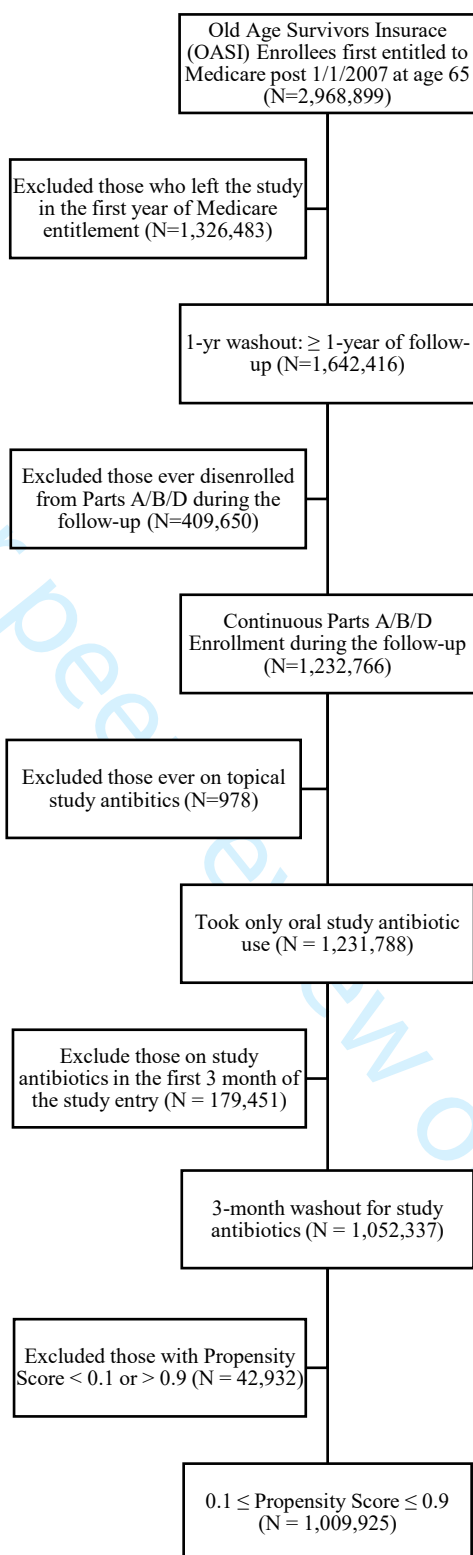 Old Age Survivors Insurace
(OASI) Enrollees first entitled to
Medicare post 1/1/2007 at age 65
(N=2,968,899)
Excluded those who left the study
in the first year of Medicare
entitlement (N=1,326,483)
1-yr washout: ≥ 1-year of follow-
up (N=1,642,416)
Excluded those ever disenrolled
from Parts A/B/D during the
follow-up (N=409,650)
Continuous Parts A/B/D
Enrollment during the follow-up
(N=1,232,766)
Excluded those ever on topical
study antibitics (N=978)
Took only oral study antibiotic
use (N = 1,231,788)
Exclude those on study
antibiotics in the first 3 month of
the study entry (N = 179,451)
3-month washout for study
antibiotics (N = 1,052,337)
Excluded those with Propensity
Score < 0.1 or > 0.9 (N = 42,932)
0.1 ≤ Propensity Score ≤ 0.9
(N = 1,009,925)